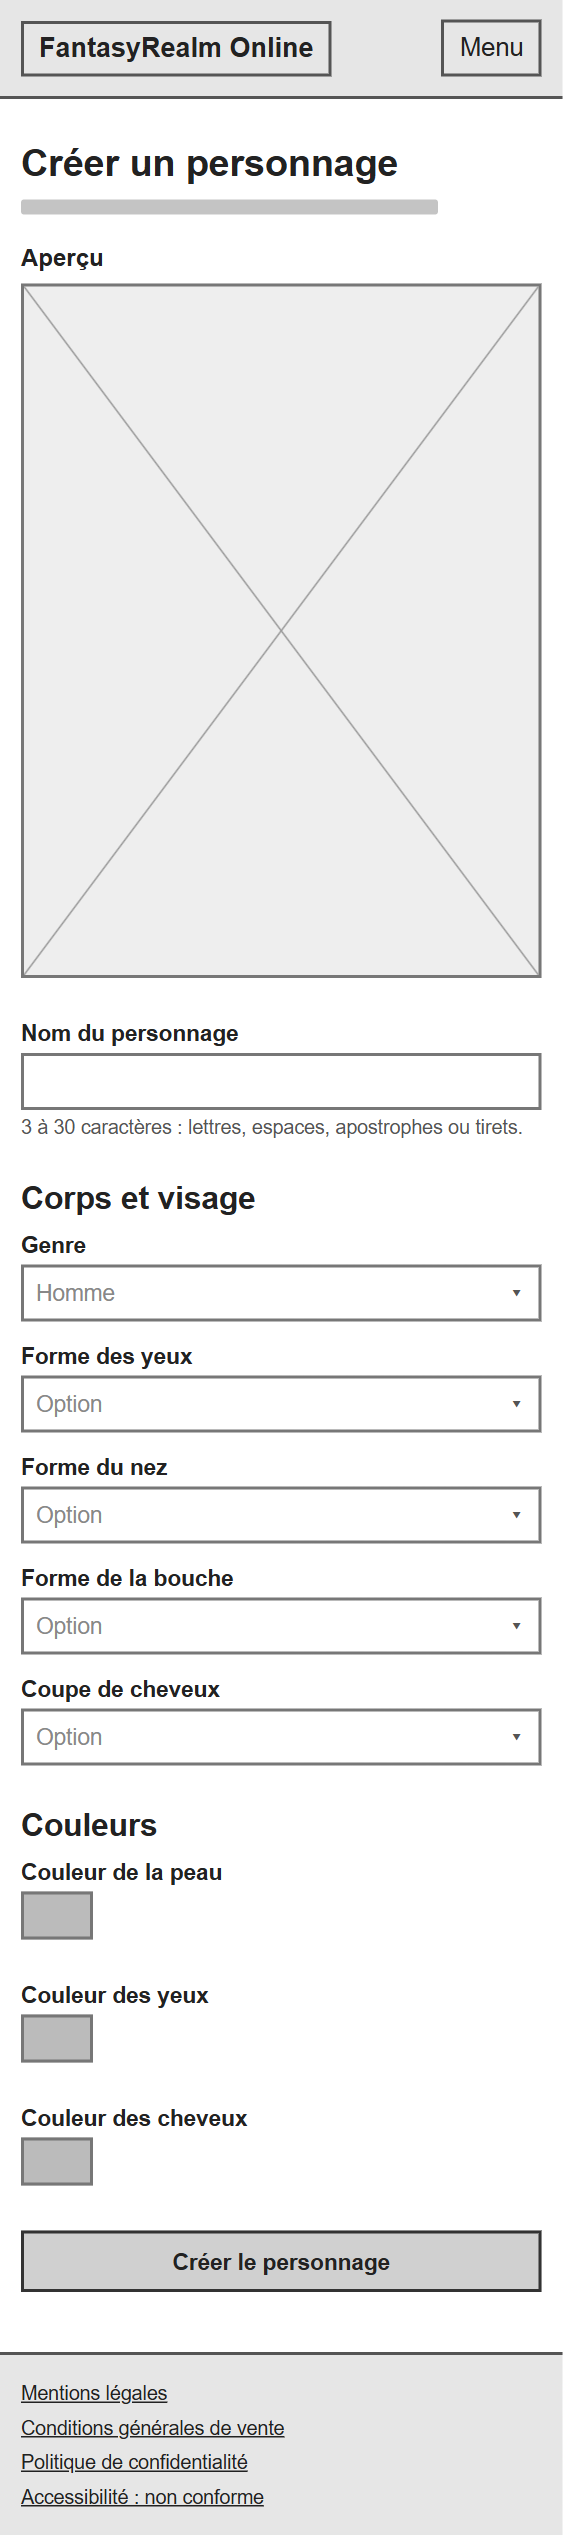 FantasyRealm Online
Menu
Créer un personnage
Aperçu
Nom du personnage
3 à 30 caractères : lettres, espaces, apostrophes ou tirets.
Corps et visage
Genre
Homme
Forme des yeux
Option
Forme du nez
Option
Forme de la bouche
Option
Coupe de cheveux
Option
Couleurs
Couleur de la peau
Couleur des yeux
Couleur des cheveux
Créer le personnage
Mentions légales
Conditions générales de vente
Politique de confidentialité
Accessibilité : non conforme